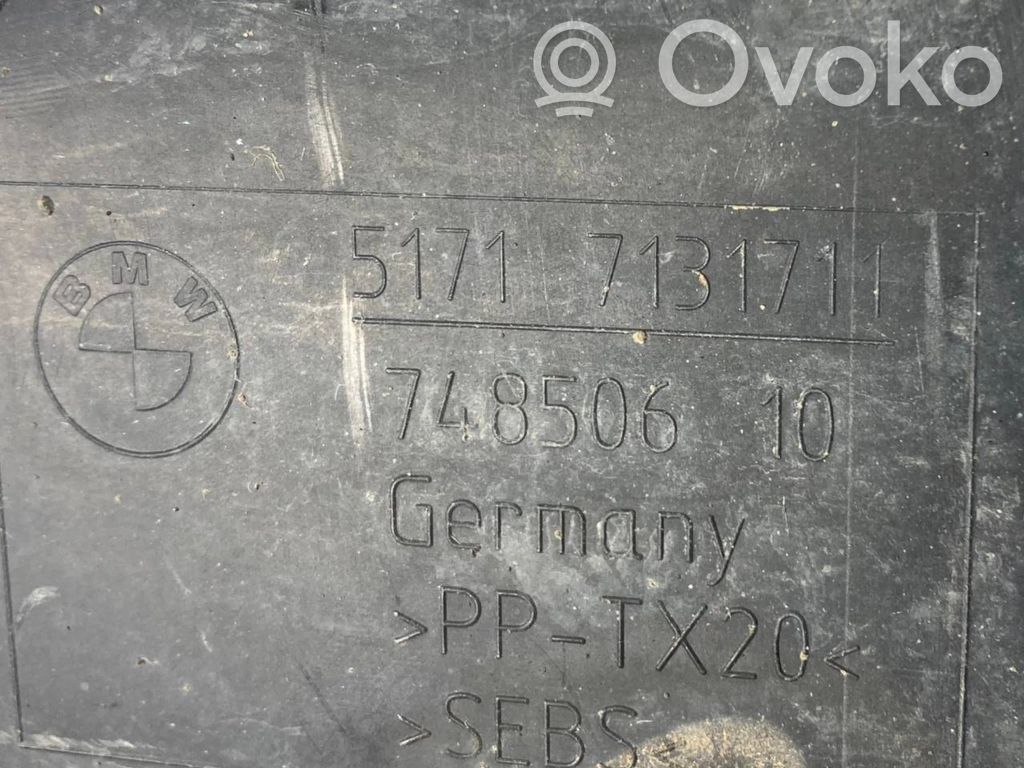 Ovoko
BMW
5171 7131711
748506 10
Germany
>PP-TX20<
>SEBS